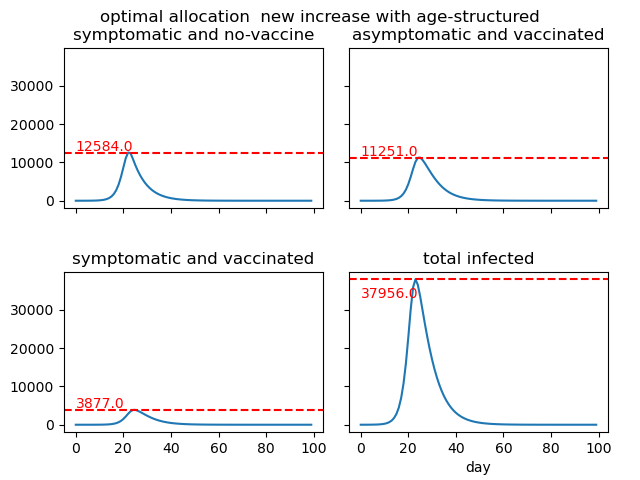 optimal allocation  new increase with age-structured
symptomatic and no-vaccine
asymptomatic and vaccinated
30000
20000
10000
0
12584.0
11251.0
symptomatic and vaccinated
total infected
30000
20000
10000
0
3877.0
37956.0
0 20 40 60 80 100
0 20 40 60 80 100
day